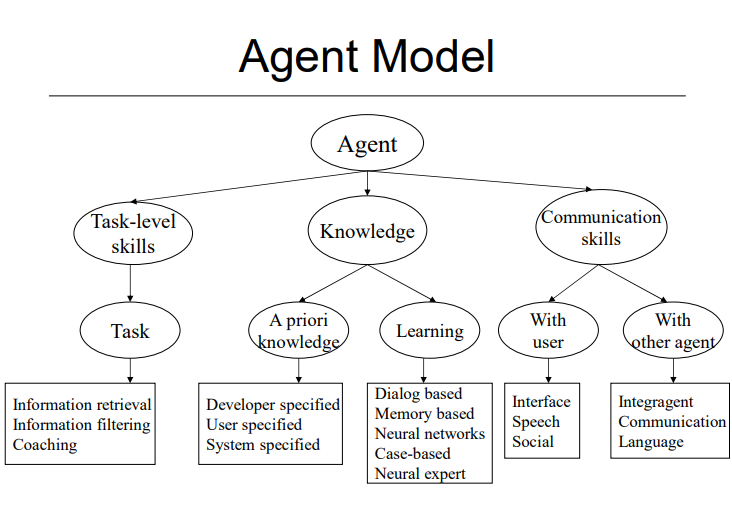 Agent Model
Agent
Task-level
skills
Knowledge
Communication
skills
Task
A priori
knowledge
Learning
With
user
With
other agent
Information retrieval
Information filtering
Coaching
Developer specified
User specified
System specified
Dialog based
Memory based
Neural networks
Case-based
Neural expert
Interface
Speech
Social
Integragent
Communication
Language